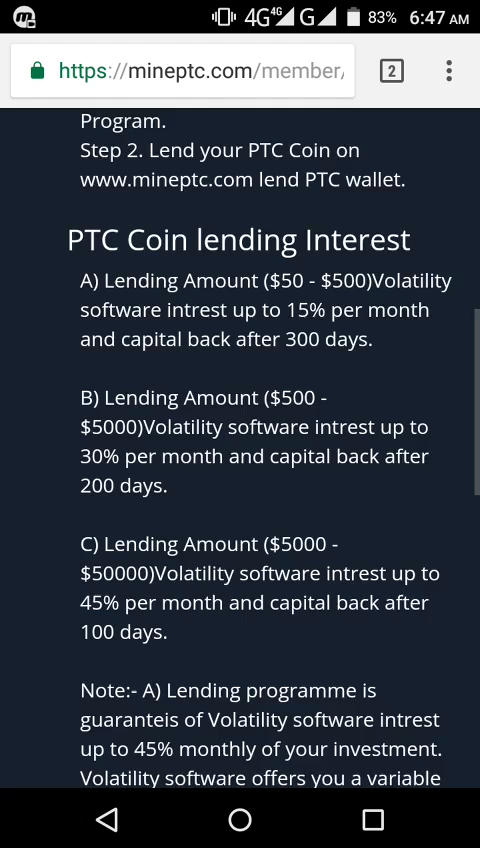 4G 4G G 83% 6:47 AM
https://mineptc.com/member/ 2
Program.
Step 2. Lend your PTC Coin on
www.mineptc.com lend PTC wallet.
PTC Coin lending Interest
A) Lending Amount ($50 - $500)Volatility
software intrest up to 15% per month
and capital back after 300 days.
B) Lending Amount ($500 -
$5000)Volatility software intrest up to
30% per month and capital back after
200 days.
C) Lending Amount ($5000 -
$50000)Volatility software intrest up to
45% per month and capital back after
100 days.
Note:- A) Lending programme is
guaranteis of Volatility software intrest
up to 45% monthly of your investment.
Volatility software offers you a variable